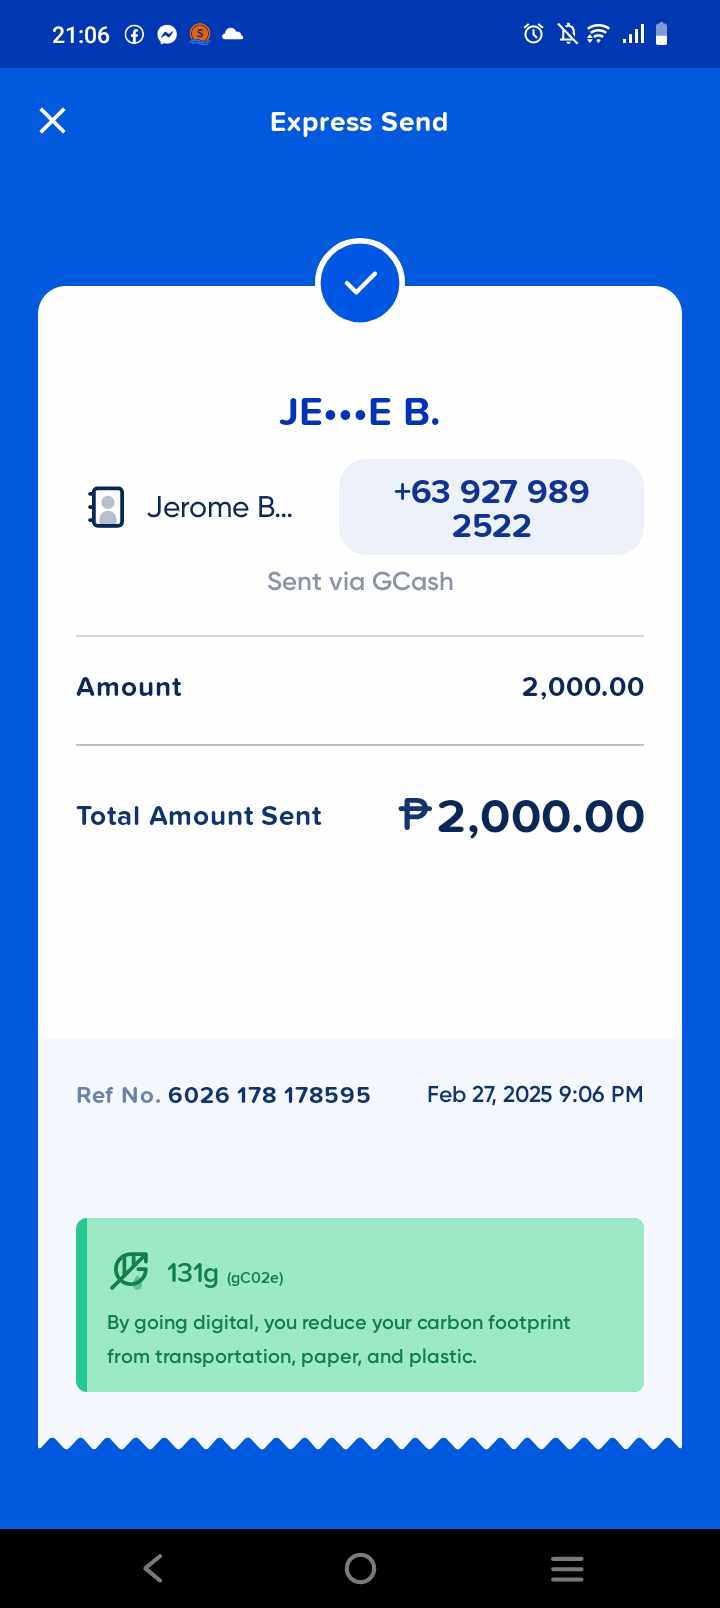 21:06
Express Send
JE•••E B.
Jerome B...
+63 927 989
2522
Sent via GCash
Amount 2,000.00
Total Amount Sent ₱2,000.00
Ref No. 6026 178 178595 Feb 27, 2025 9:06 PM
131g (gCO2e)
By going digital, you reduce your carbon footprint
from transportation, paper, and plastic.